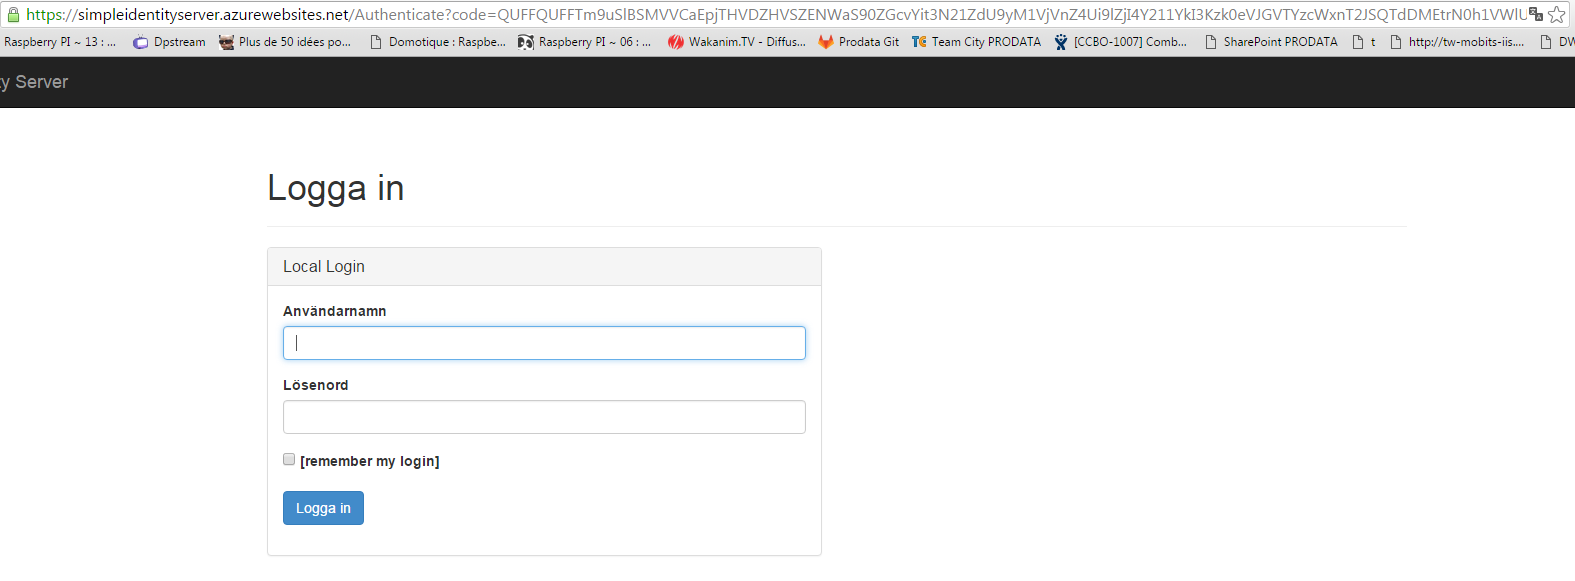 https://simpleidentityserver.azurewebsites.net/Authenticate?code=QUFFQUFFTm9uSlBSMVVCaEpjTHVDZHVSZENWaS90ZGcvYit3N21ZdU9yM1VjVnZ4Ui9lZjI4Y211YkI3Kzk0eVJGVTYzcWxnT2JSQTdDMEtrN0h1VWlU
Raspberry PI ~ 13 : ... Dpstream Plus de 50 idées po... Domotique : Raspbe... Raspberry PI ~ 06 : ... Wakanim.TV - Diffus... Prodata Git Team City PRODATA [CCBO-1007] Comb... SharePoint PRODATA t http://tw-mobits-iis.... DW
ty Server
Logga in
Local Login
Användarnamn
Lösenord
[remember my login]
Logga in